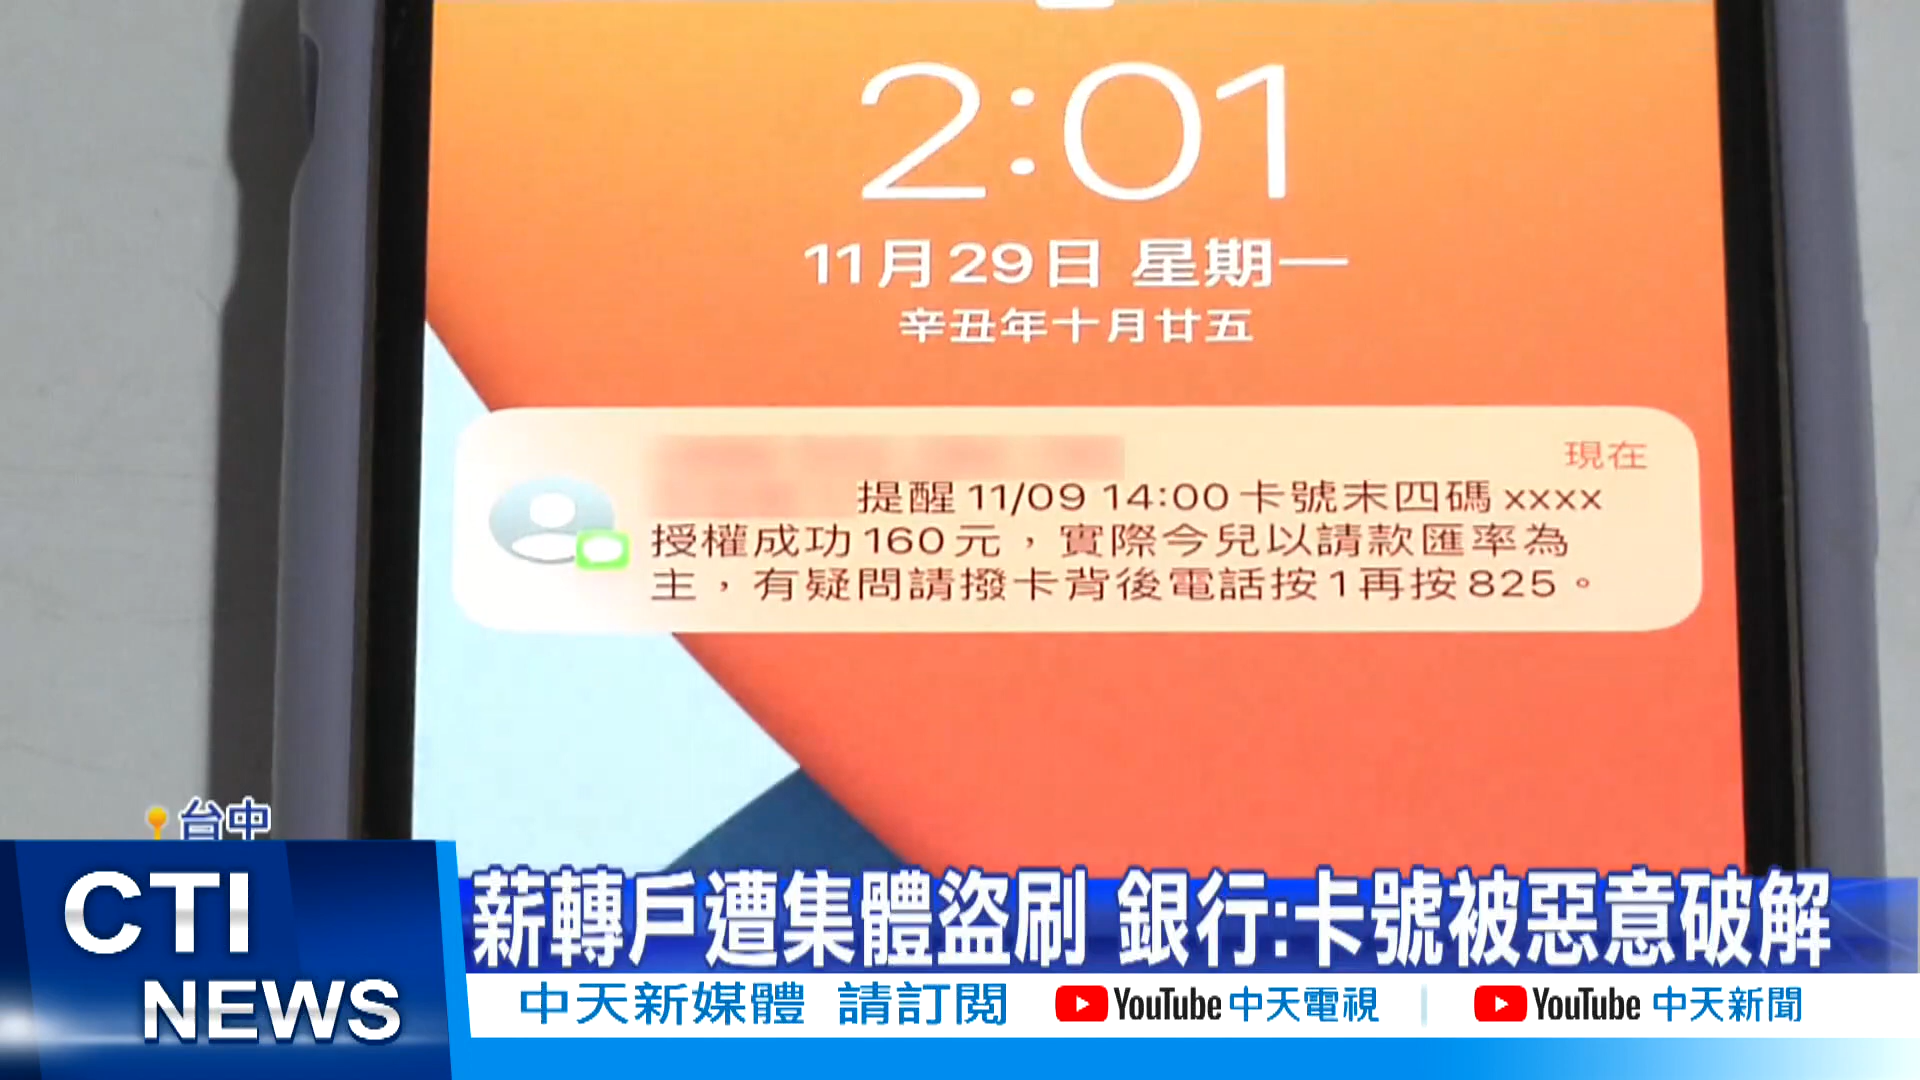 2:01
11月29日 星期一
辛丑年十月廿五
現在
提醒 11/09 14:00 卡號末四碼 xxxx
授權成功160元，實際今兒以請款匯率為
主，有疑問請撥卡背後電話按1再按825。
台中
CTI
NEWS
薪轉戶遭集體盜刷 銀行:卡號被惡意破解
中天新媒體 請訂閱 YouTube 中天電視 | YouTube 中天新聞